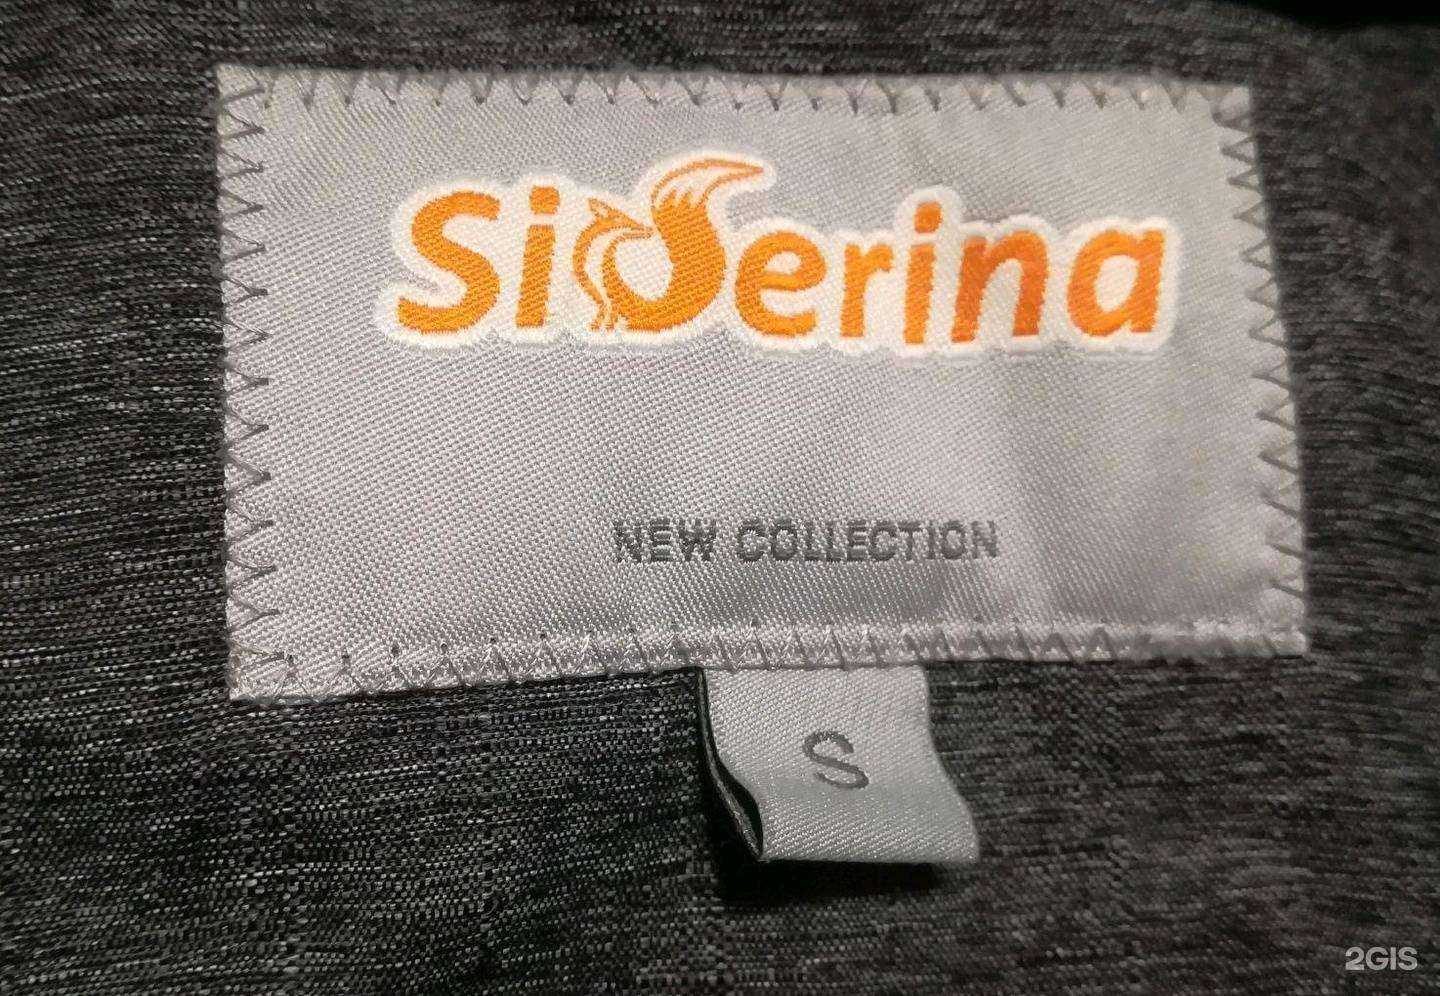 Siberina
NEW COLLECTION
S
2GIS